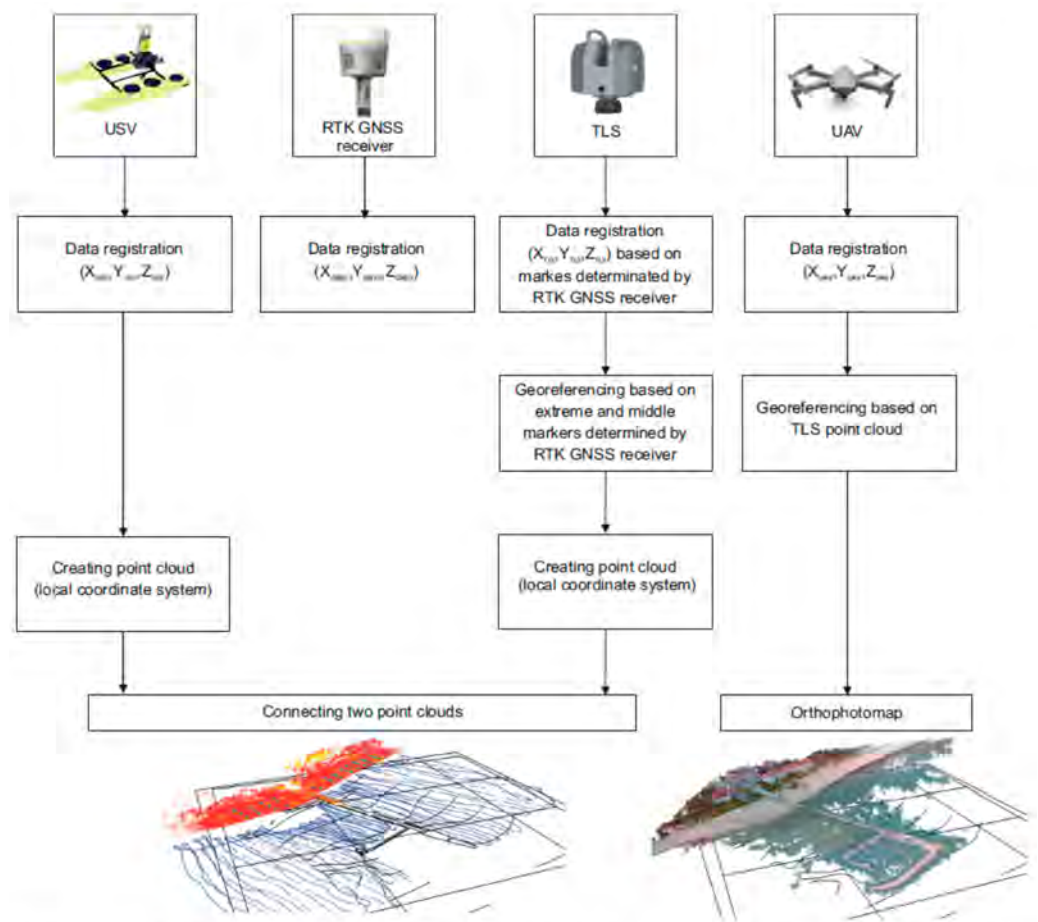 USV
RTK GNSS
receiver
TLS
UAV
Data registration
Data registration
Data registration
(X Y Z ) based on
markes determinated by
RTK GNSS receiver
Data registration
Georeferencing based on
extreme and middle
markers determined by
RTK GNSS receiver
Georeferencing based on
TLS point cloud
Creating point cloud
(local coordinate system)
Creating point cloud
(local coordinate system)
Connecting two point clouds
Orthophotomap